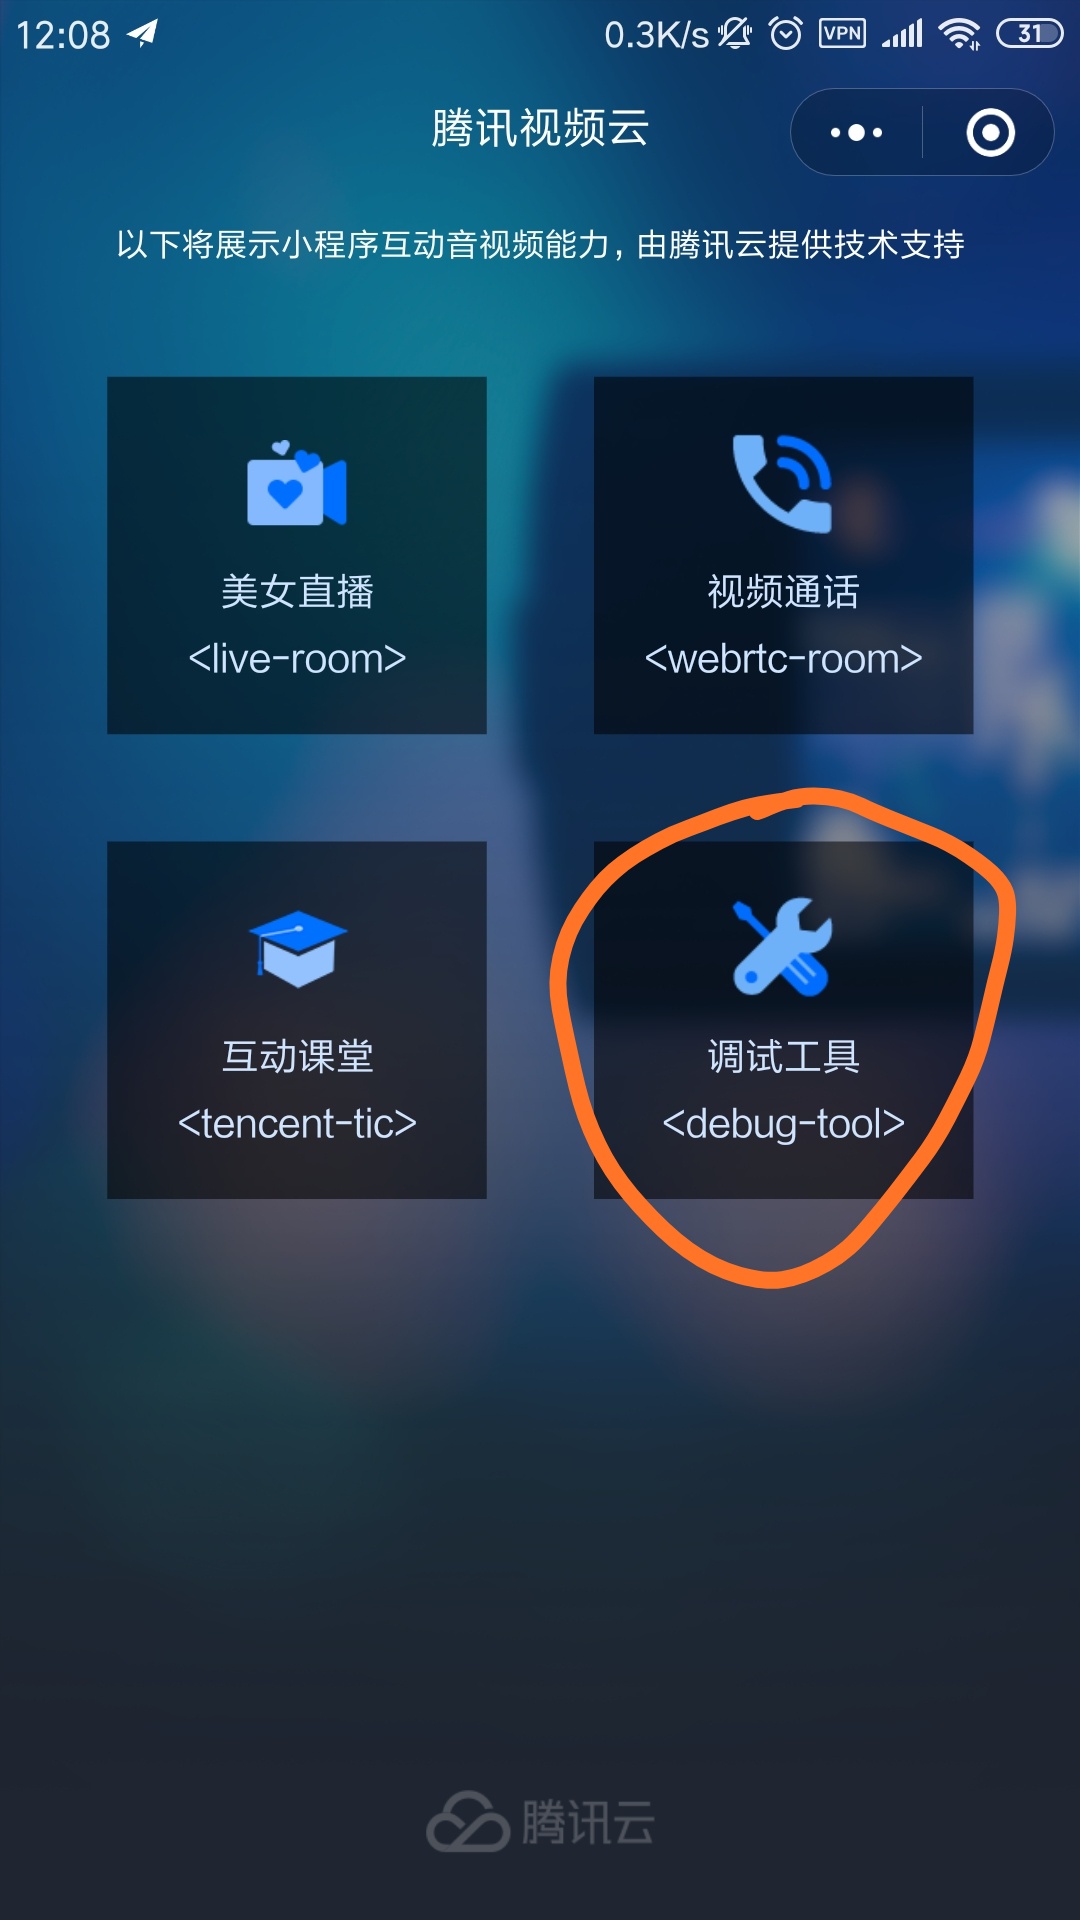 12:08
0.3K/s VPN 31
腾讯视频云
以下将展示小程序互动音视频能力，由腾讯云提供技术支持
美女直播
<live-room>
视频通话
<webrtc-room>
互动课堂
<tencent-tic>
调试工具
<debug-tool>
腾讯云